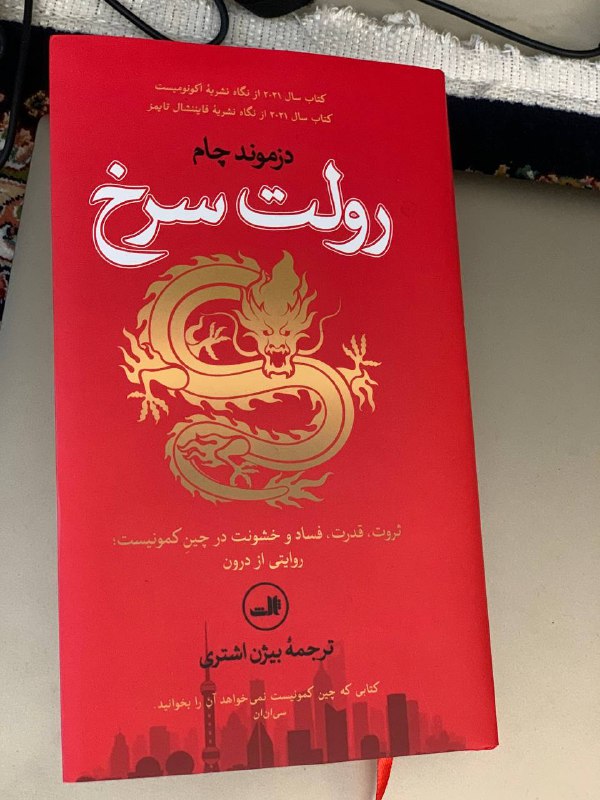 کتاب سال ۲۰۲۱ از نگاه نشریهٔ اکونومیست
کتاب سال ۲۰۲۱ از نگاه نشریهٔ فایننشال تایمز
دزموند چام
رولت سرخ
ثروت، قدرت، فساد و خشونت در چینِ کمونیست؛
روایتی از درون
ثالث
ترجمهٔ بیژن اشتری
کتابی که چین کمونیست نمی‌خواهد آن را بخوانید.
سی‌ان‌ان